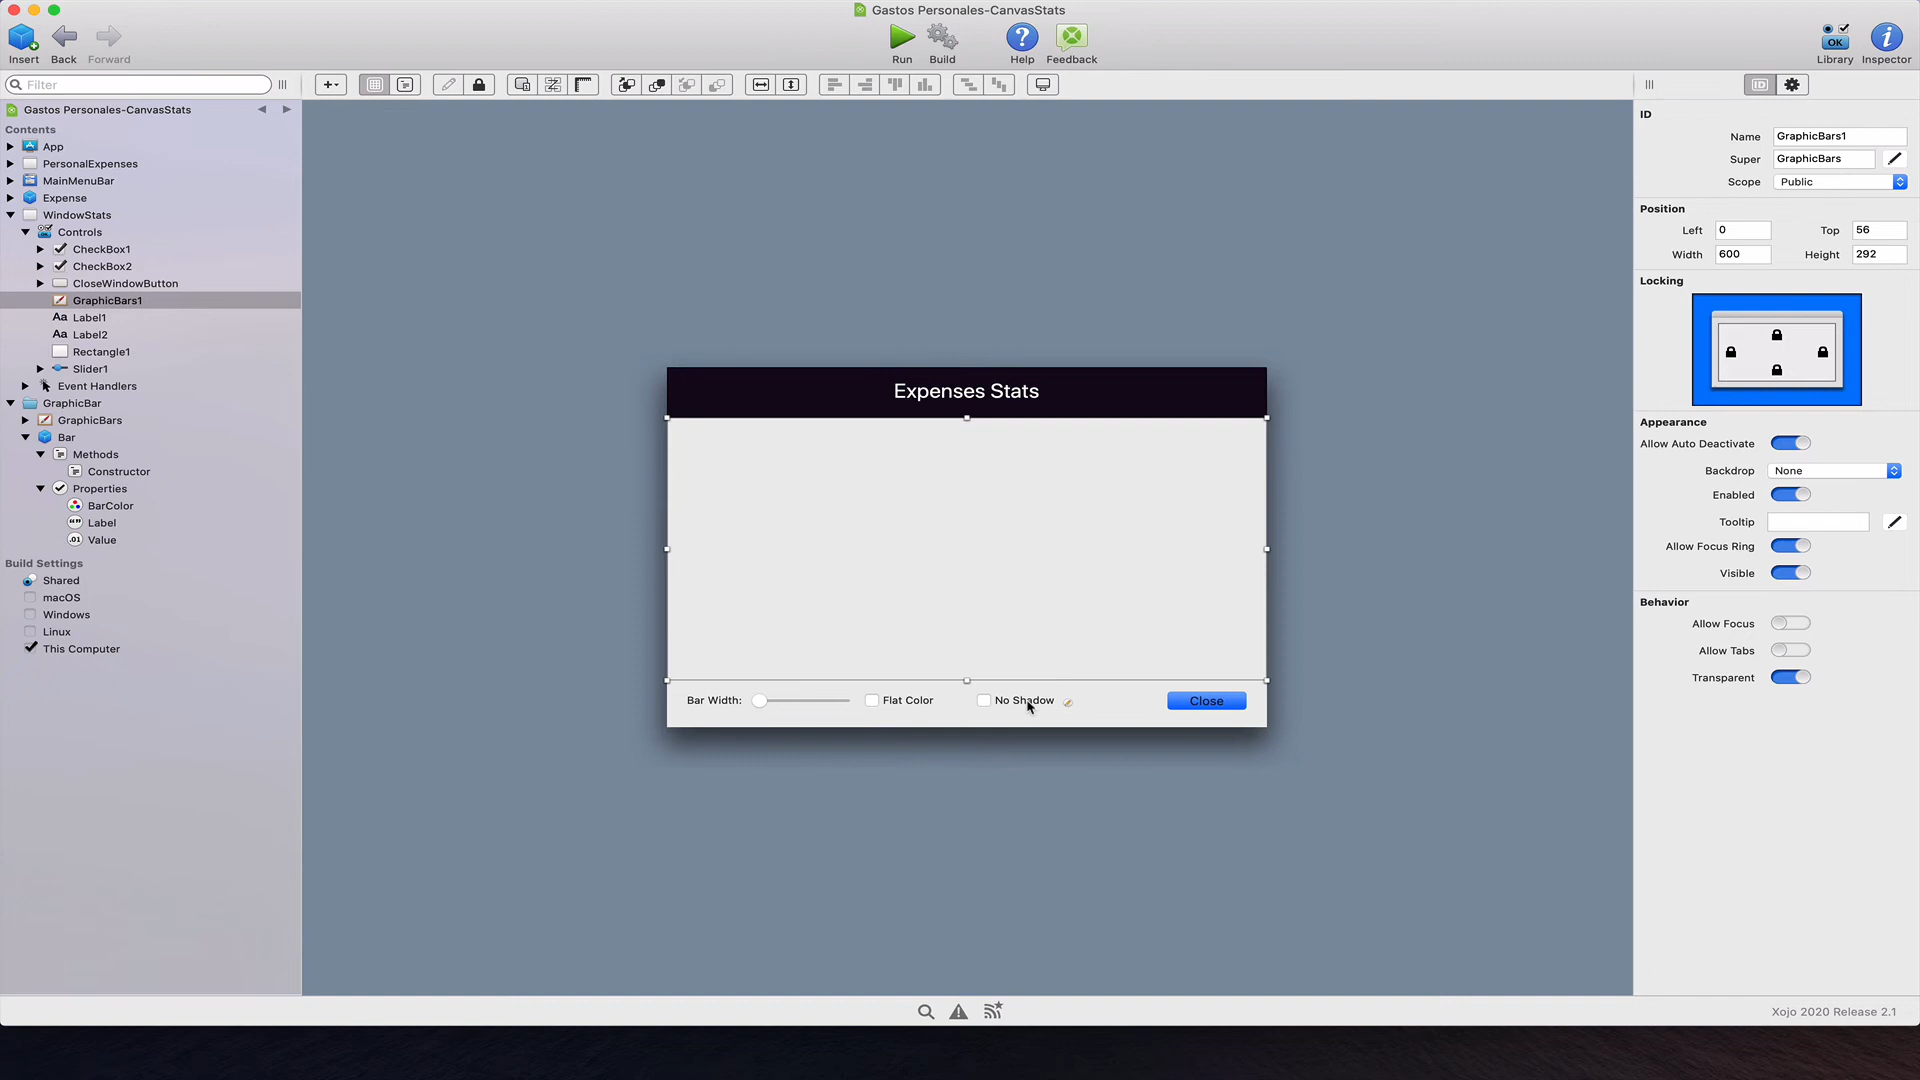 Gastos Personales-CanvasStats
Insert
Back
Forward
Run
Build
Help
Feedback
OK
Library
Inspector
Filter
ID
Gastos Personales-CanvasStats
Contents
App
PersonalExpenses
MainMenuBar
Expense
WindowStats
Controls
CheckBox1
CheckBox2
CloseWindowButton
GraphicBars1
Aa Label1
Aa Label2
Rectangle1
Slider1
Event Handlers
GraphicBar
GraphicBars
Bar
Methods
Constructor
Properties
BarColor
Label
Value
Build Settings
Shared
macOS
Windows
Linux
This Computer
Expenses Stats
Bar Width:
Flat Color
No Shadow
Close
ID
Name GraphicBars1
Super GraphicBars
Scope Public
Position
Left 0 Top 56
Width 600 Height 292
Locking
Appearance
Allow Auto Deactivate
Backdrop None
Enabled
Tooltip
Allow Focus Ring
Visible
Behavior
Allow Focus
Allow Tabs
Transparent
Xojo 2020 Release 2.1